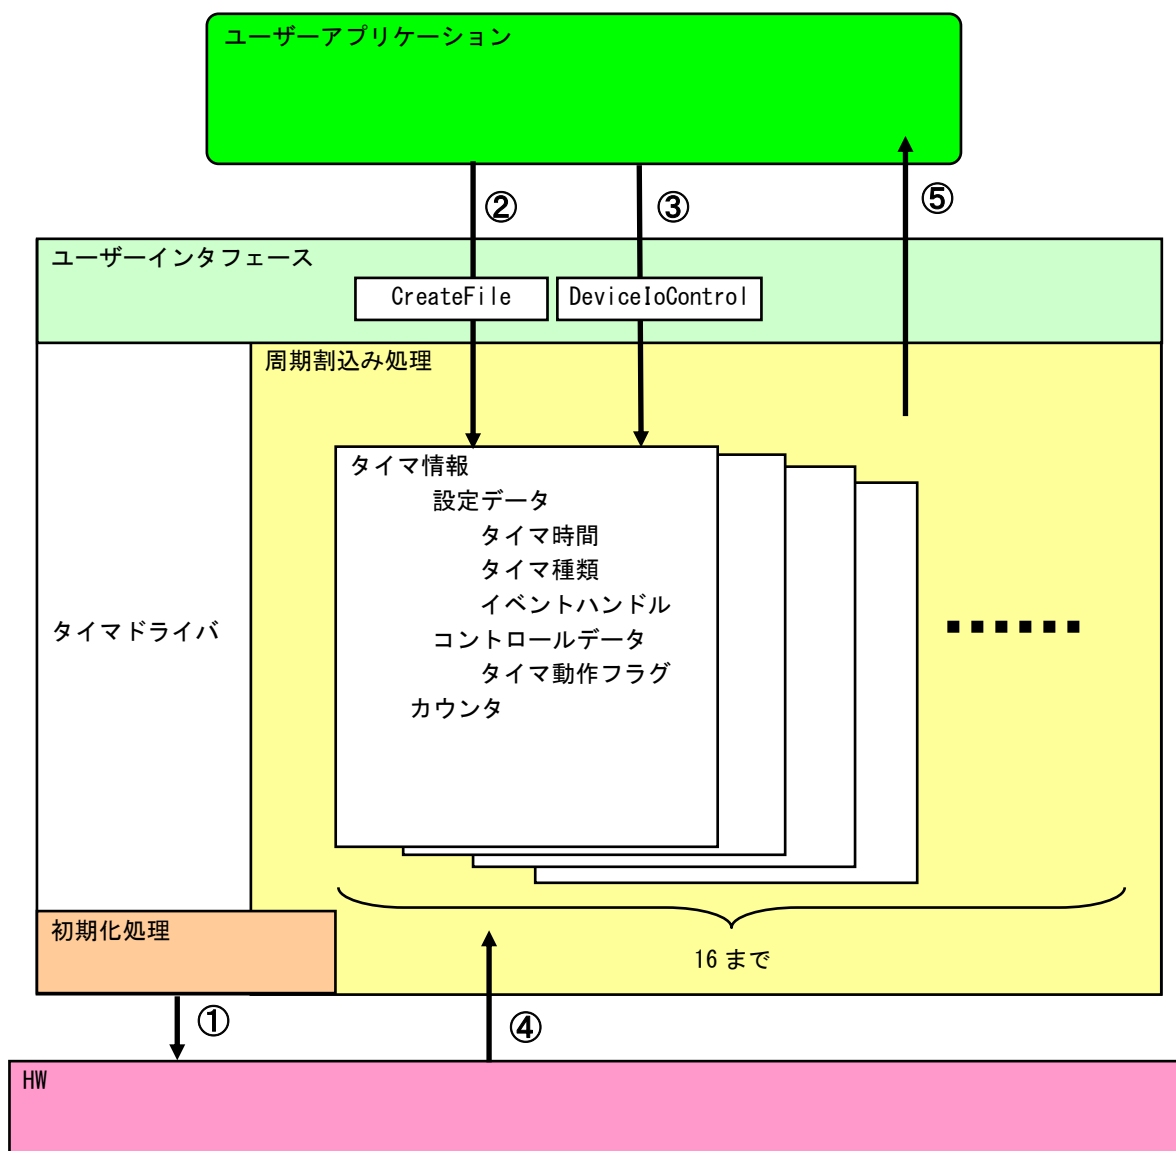 ユーザーアプリケーション
②
③
⑤
ユーザーインタフェース
CreateFile
DeviceIoControl
周期割込み処理
タイマ情報
設定データ
タイマ時間
タイマ種類
イベントハンドル
コントロールデータ
タイマ動作フラグ
カウンタ
タイマドライバ
初期化処理
16 まで
①
④
HW